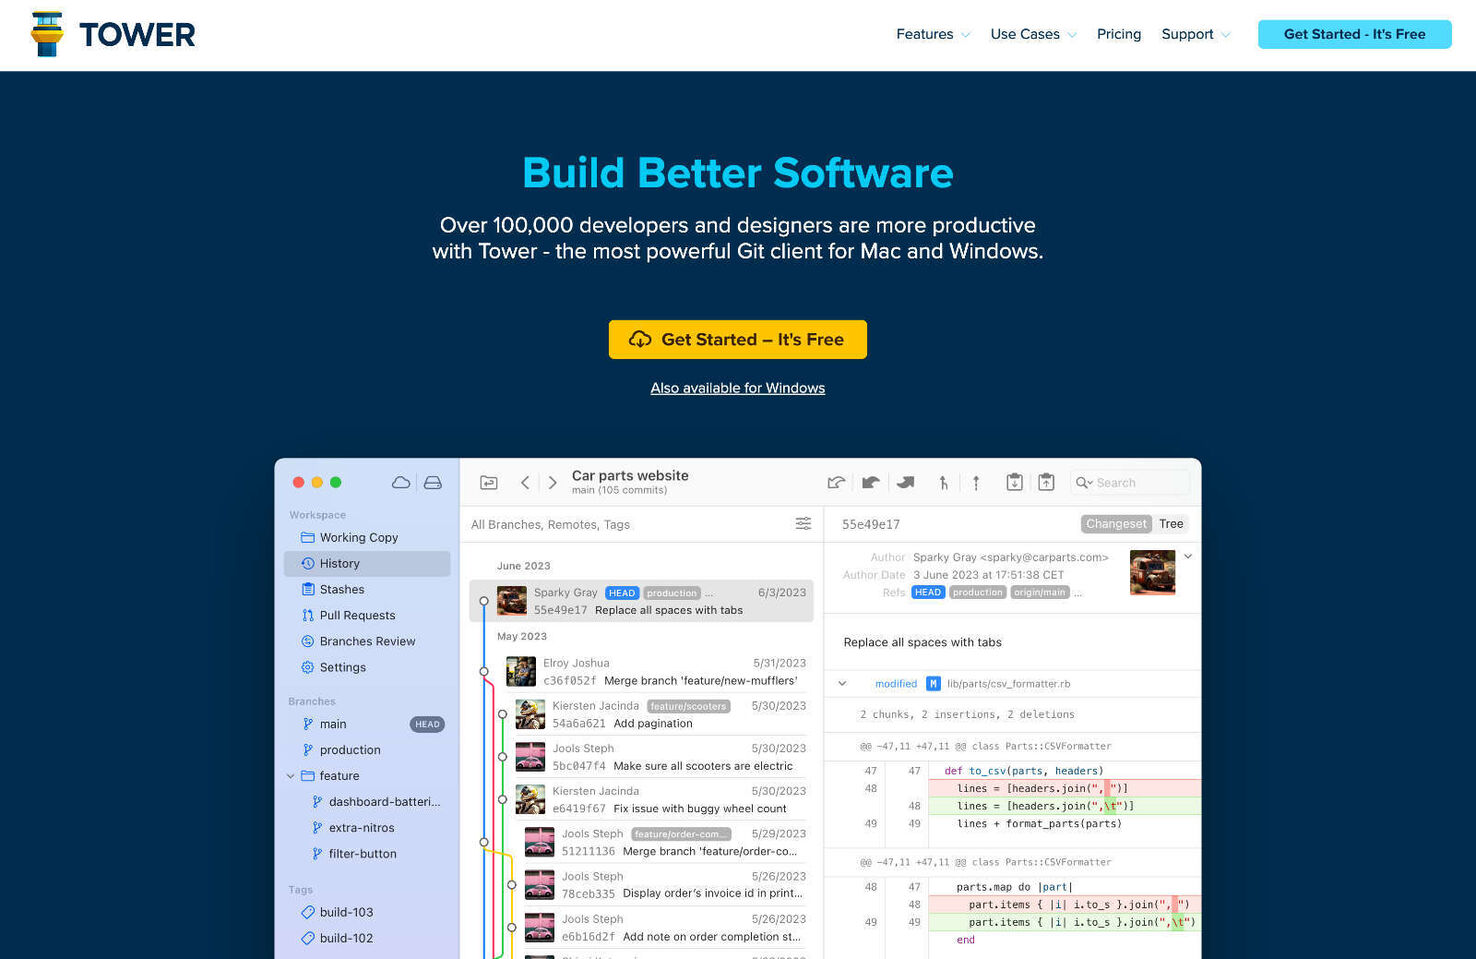 TOWER
Features
Use Cases
Pricing
Support
Get Started - It's Free
Build Better Software
Over 100,000 developers and designers are more productive
with Tower - the most powerful Git client for Mac and Windows.
Get Started – It's Free
Also available for Windows
Car parts website
main (105 commits)
Search
Workspace
Working Copy
History
Stashes
Pull Requests
Branches Review
Settings
Branches
main HEAD
production
feature
dashboard-batteri...
extra-nitros
filter-button
Tags
build-103
build-102
All Branches, Remotes, Tags
June 2023
Sparky Gray HEAD production ... 6/3/2023
55e49e17 Replace all spaces with tabs
May 2023
Elroy Joshua 5/31/2023
c36f052f Merge branch 'feature/new-mufflers'
Kiersten Jacinda feature/scooters 5/30/2023
54a6a621 Add pagination
Jools Steph 5/30/2023
5bc047f4 Make sure all scooters are electric
Kiersten Jacinda 5/30/2023
e6419f67 Fix issue with buggy wheel count
Jools Steph feature/order-com... 5/29/2023
51211136 Merge branch 'feature/order-co...
Jools Steph 5/26/2023
78ceb335 Display order's invoice id in print...
Jools Steph 5/26/2023
e6b16d2f Add note on order completion st...
55e49e17
Changeset Tree
Author Sparky Gray <sparky@carparts.com>
Author Date 3 June 2023 at 17:51:38 CET
Refs HEAD production origin/main ...
Replace all spaces with tabs
modified M lib/parts/csv_formatter.rb
2 chunks, 2 insertions, 2 deletions
@@ -47,11 +47,11 @@ class Parts::CSVFormatter
47 47 def to_csv(parts, headers)
48 lines = [headers.join(", ")]
48 lines = [headers.join(",\t")]
49 49 lines + format_parts(parts)
@@ -47,11 +47,11 @@ class Parts::CSVFormatter
48 47 parts.map do |part|
48 part.items { |i| i.to_s }.join(", ")
49 49 part.items { |i| i.to_s }.join(",\t")
end